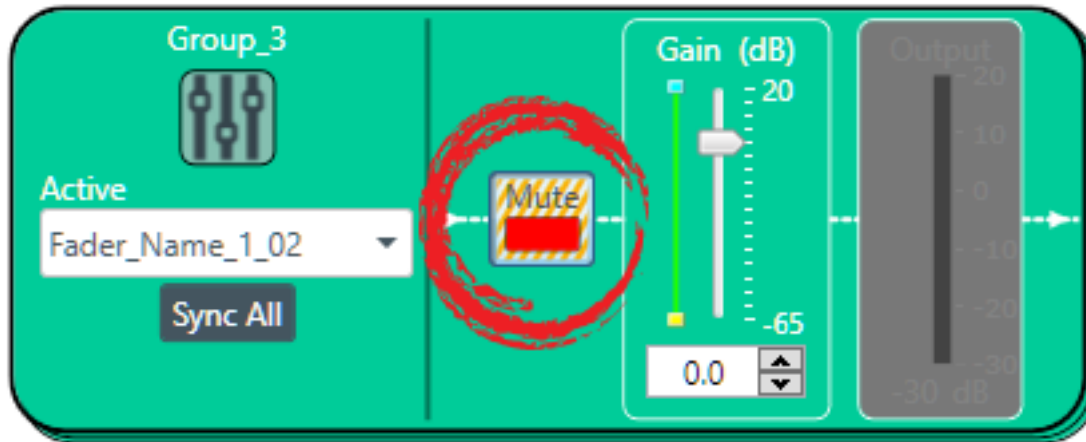 Group_3
Active
Fader_Name_1_02
Sync All
Mute
Gain (dB)
20
-65
0.0
Output
20
10
0
-10
-20
-30
-30 dB